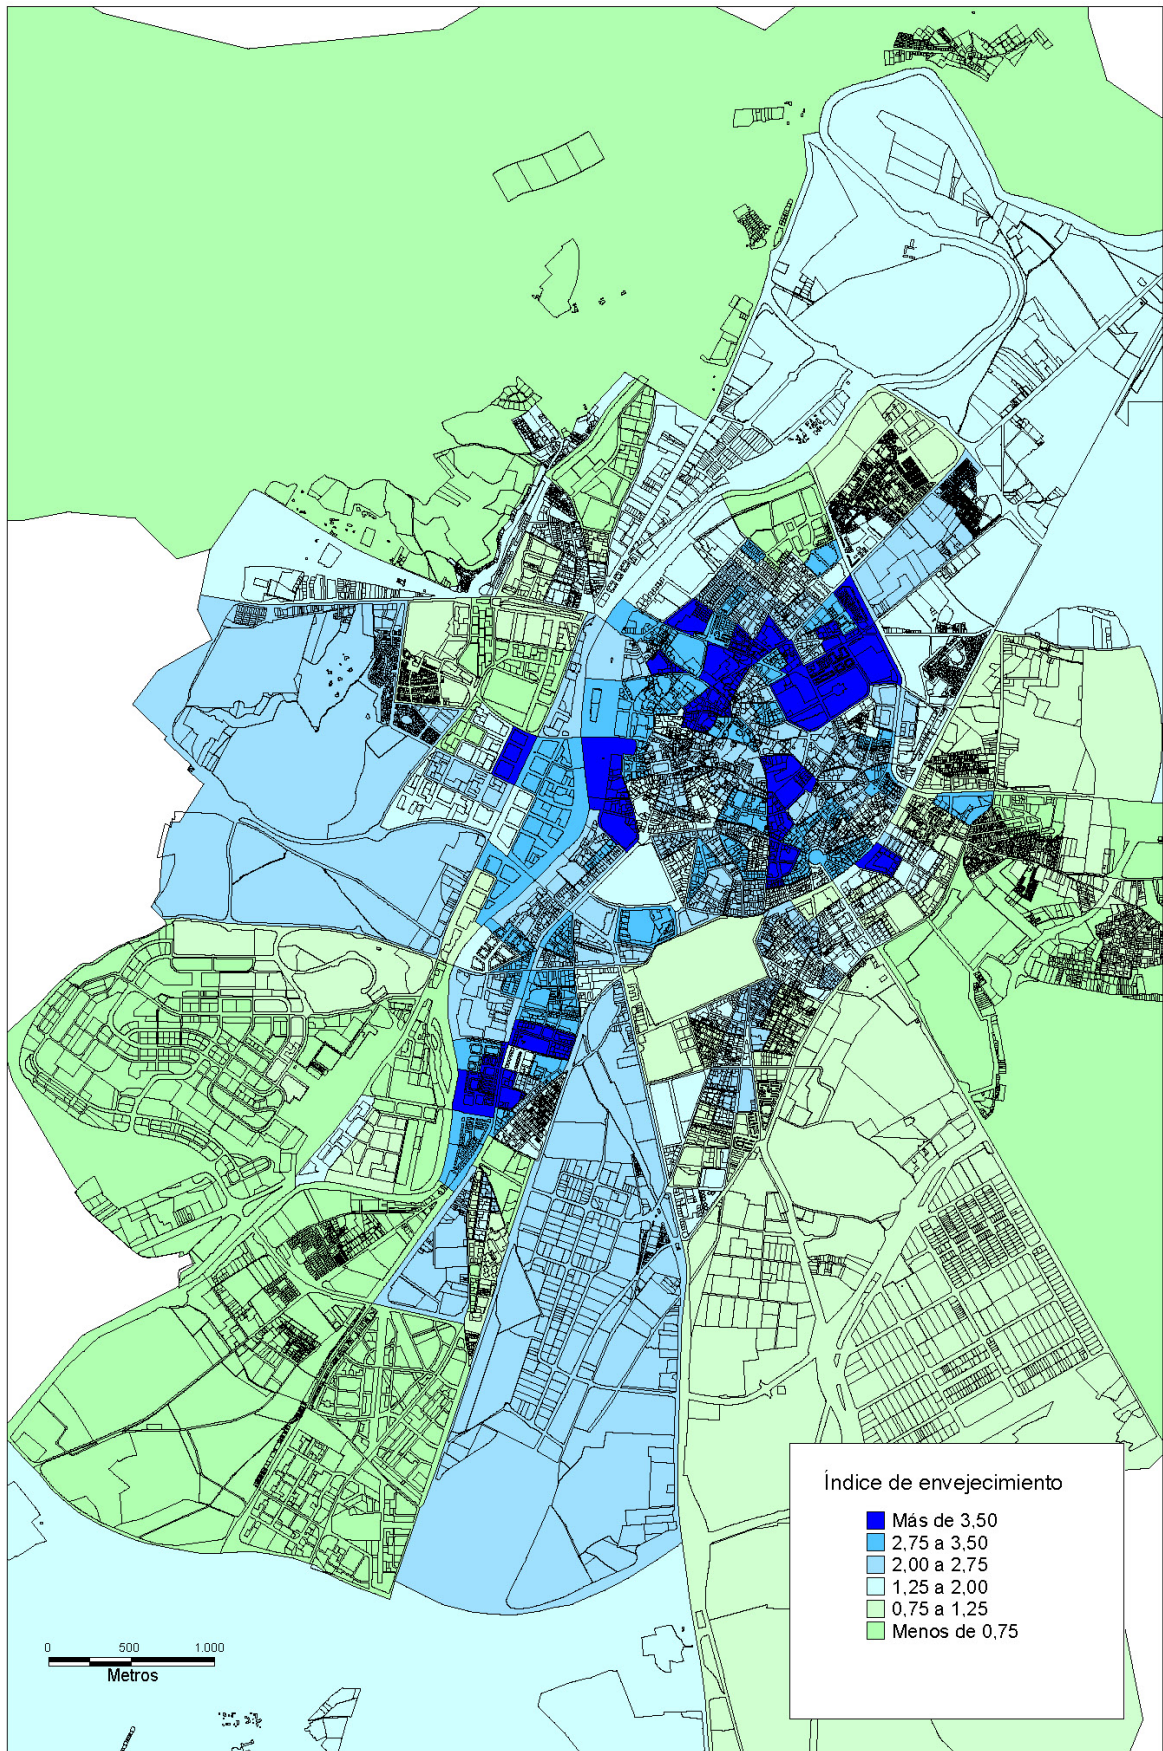 Índice de envejecimiento
Más de 3,50
2,75 a 3,50
2,00 a 2,75
1,25 a 2,00
0,75 a 1,25
Menos de 0,75
0 500 1.000
Metros